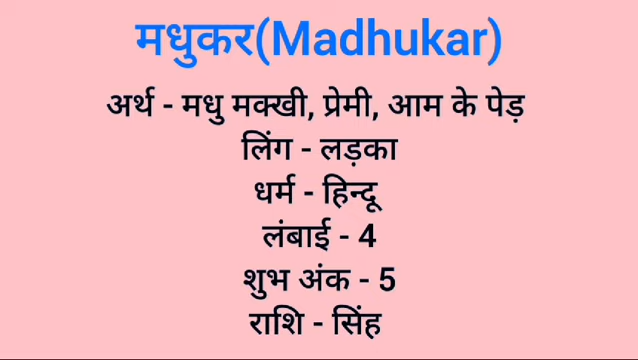 मधुकर(Madhukar)
अर्थ - मधु मक्खी, प्रेमी, आम के पेड़
लिंग - लड़का
धर्म - हिन्दू
लंबाई - 4
शुभ अंक - 5
राशि - सिंह